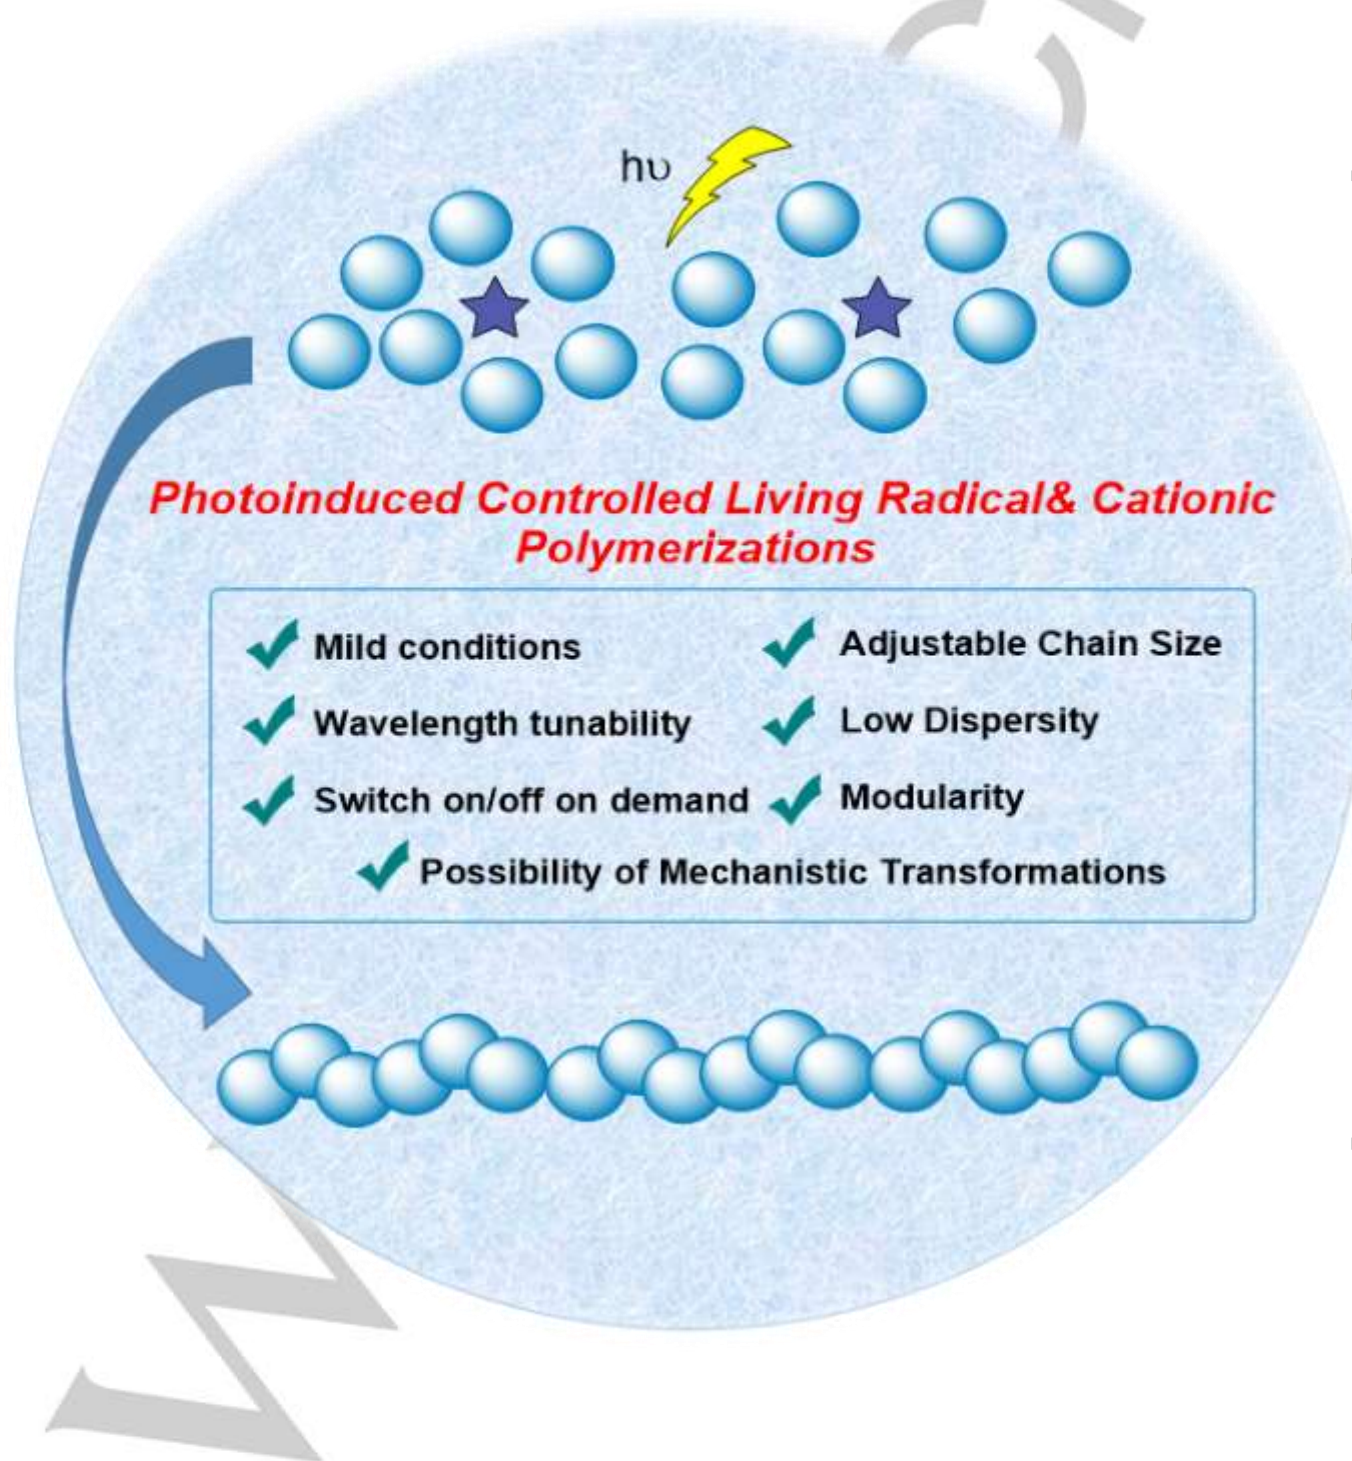 hυ
Photoinduced Controlled Living Radical& Cationic
Polymerizations
Mild conditions
Adjustable Chain Size
Wavelength tunability
Low Dispersity
Switch on/off on demand
Modularity
Possibility of Mechanistic Transformations